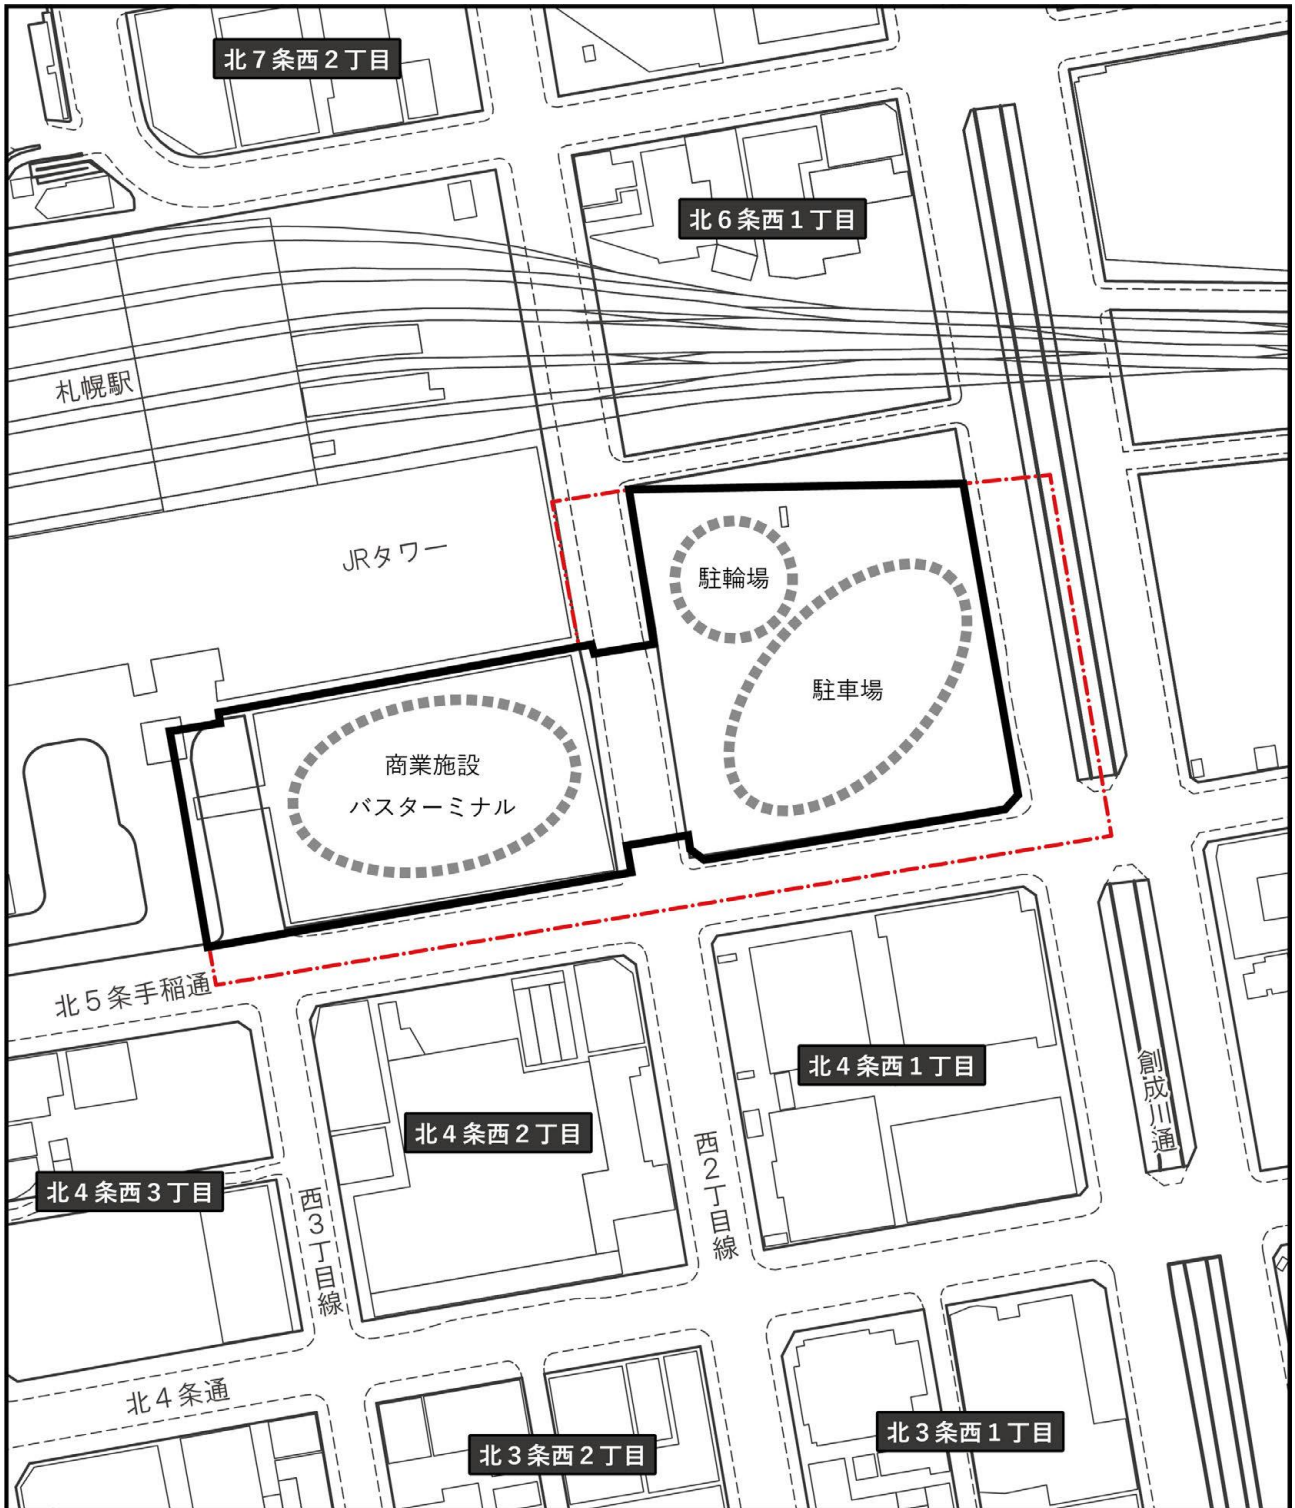 北７条西２丁目
北６条西１丁目
札幌駅
JRタワー
駐輪場
駐車場
商業施設
バスターミナル
北５条手稲通
北４条西１丁目
創成川通
北４条西２丁目
西２丁目線
北４条西３丁目
西３丁目線
北４条通
北３条西１丁目
北３条西２丁目